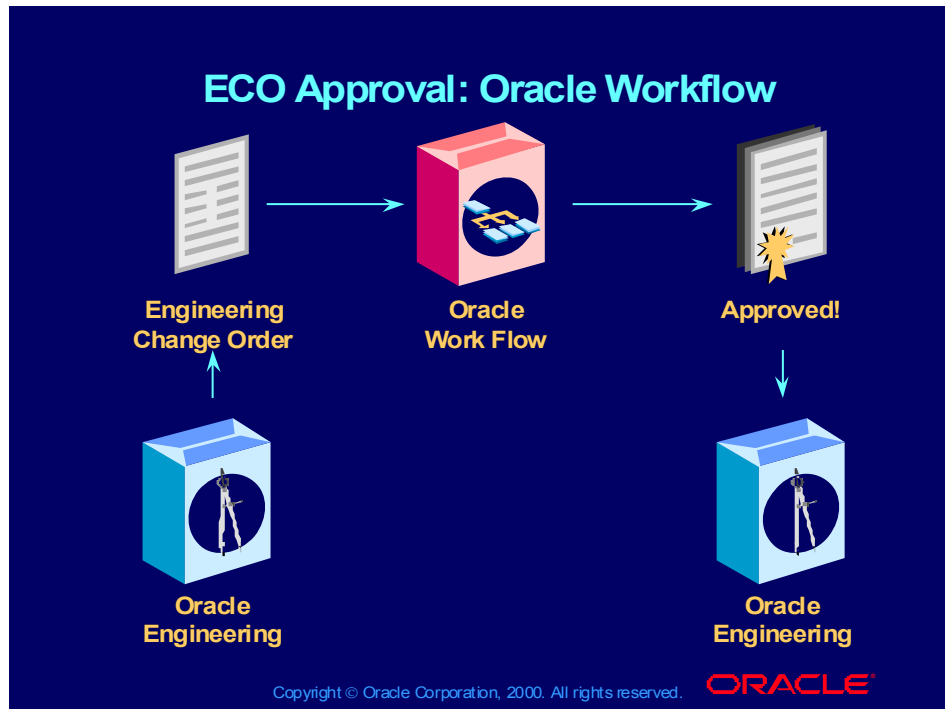 ECO Approval: Oracle Workflow
Engineering
Change Order
Oracle
Work Flow
Approved!
Oracle
Engineering
Oracle
Engineering
Copyright © Oracle Corporation, 2000. All rights reserved.
ORACLE®